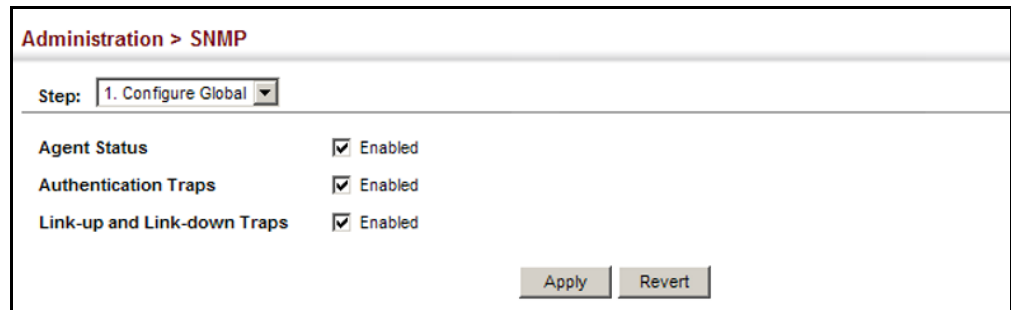 Administration > SNMP
Step: 1. Configure Global
Agent Status Enabled
Authentication Traps Enabled
Link-up and Link-down Traps Enabled
Apply Revert